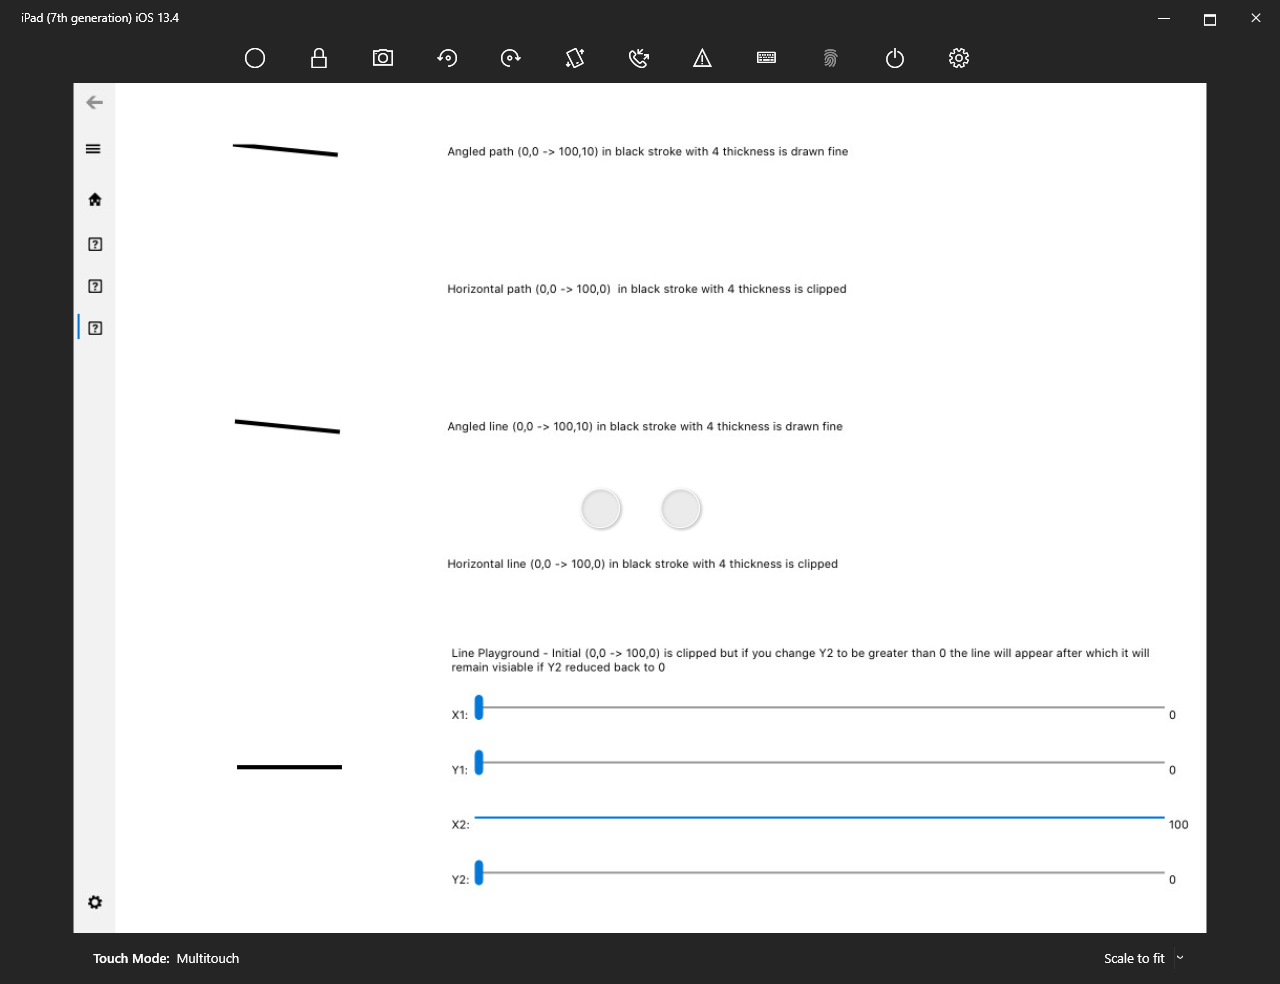 iPad (7th generation) iOS 13.4
Angled path (0,0 -> 100,10) in black stroke with 4 thickness is drawn fine
Horizontal path (0,0 -> 100,0)  in black stroke with 4 thickness is clipped
Angled line (0,0 -> 100,10) in black stroke with 4 thickness is drawn fine
Horizontal line (0,0 -> 100,0) in black stroke with 4 thickness is clipped
Line Playground - Initial (0,0 -> 100,0) is clipped but if you change Y2 to be greater than 0 the line will appear after which it will
remain visiable if Y2 reduced back to 0
X1: 0
Y1: 0
X2: 100
Y2: 0
Touch Mode: Multitouch
Scale to fit